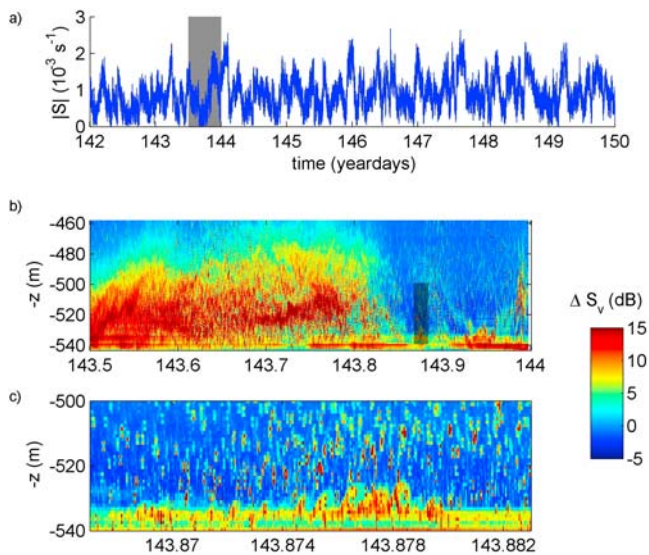 a)
|S| (10⁻³ s⁻¹)
3
2
1
0
142 143 144 145 146 147 148 149 150
time (yeardays)
b)
-z (m)
-460
-480
-500
-520
-540
143.5 143.6 143.7 143.8 143.9 144
Δ Sᵥ (dB)
15
10
5
0
-5
c)
-z (m)
-500
-520
-540
143.87 143.874 143.878 143.882